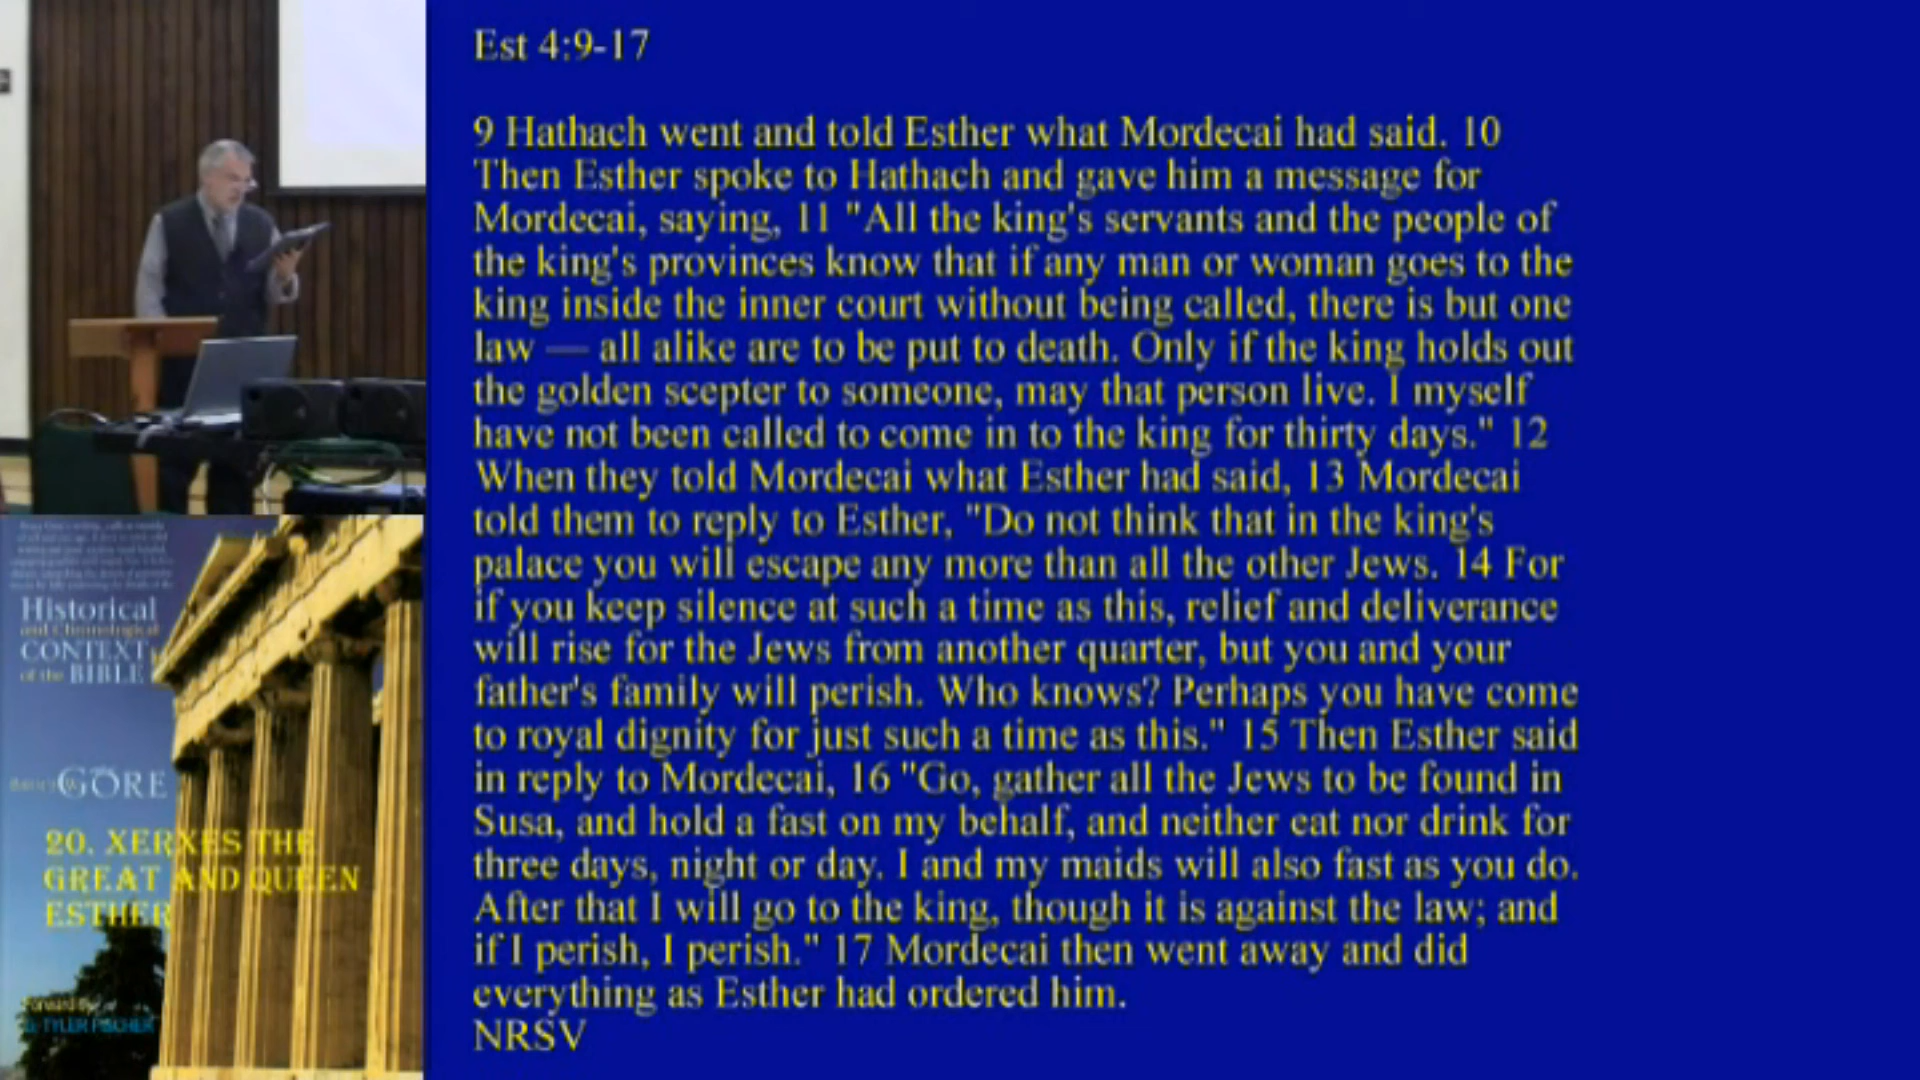 Est 4:9-17
9 Hathach went and told Esther what Mordecai had said. 10
Then Esther spoke to Hathach and gave him a message for
Mordecai, saying, 11 "All the king's servants and the people of
the king's provinces know that if any man or woman goes to the
king inside the inner court without being called, there is but one
law — all alike are to be put to death. Only if the king holds out
the golden scepter to someone, may that person live. I myself
have not been called to come in to the king for thirty days." 12
When they told Mordecai what Esther had said, 13 Mordecai
told them to reply to Esther, "Do not think that in the king's
palace you will escape any more than all the other Jews. 14 For
if you keep silence at such a time as this, relief and deliverance
will rise for the Jews from another quarter, but you and your
father's family will perish. Who knows? Perhaps you have come
to royal dignity for just such a time as this." 15 Then Esther said
in reply to Mordecai, 16 "Go, gather all the Jews to be found in
Susa, and hold a fast on my behalf, and neither eat nor drink for
three days, night or day. I and my maids will also fast as you do.
After that I will go to the king, though it is against the law; and
if I perish, I perish." 17 Mordecai then went away and did
everything as Esther had ordered him.
NRSV
Historical
and Chronological
CONTEXT
of the BIBLE
GORE
20. XERXES THE
GREAT AND QUEEN
ESTHER
TYLER FISCHER